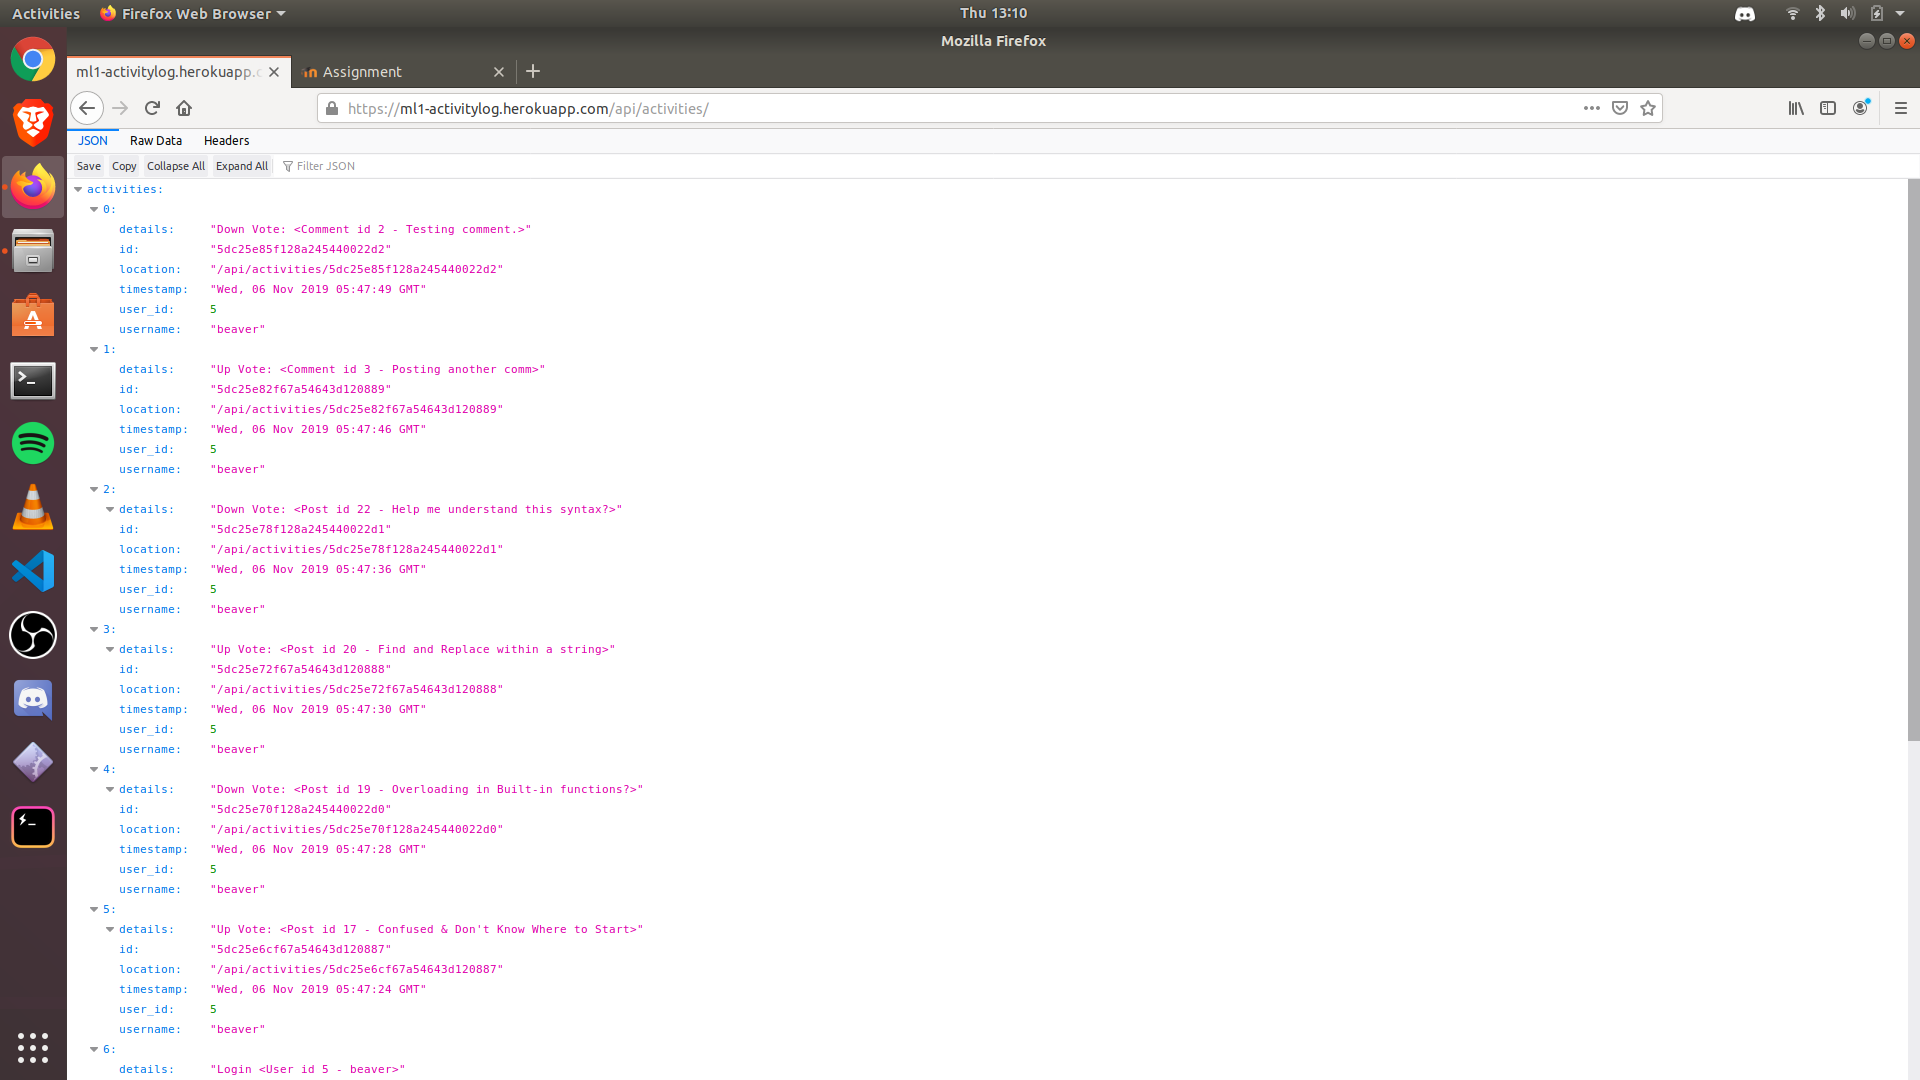 Activities Firefox Web Browser Thu 13:10
Mozilla Firefox
ml1-activitylog.herokuapp.c Assignment
https://ml1-activitylog.herokuapp.com/api/activities/
JSON Raw Data Headers
Save Copy Collapse All Expand All Filter JSON
activities:
0:
details: "Down Vote: <Comment id 2 - Testing comment.>"
id: "5dc25e85f128a245440022d2"
location: "/api/activities/5dc25e85f128a245440022d2"
timestamp: "Wed, 06 Nov 2019 05:47:49 GMT"
user_id: 5
username: "beaver"
1:
details: "Up Vote: <Comment id 3 - Posting another comm>"
id: "5dc25e82f67a54643d120889"
location: "/api/activities/5dc25e82f67a54643d120889"
timestamp: "Wed, 06 Nov 2019 05:47:46 GMT"
user_id: 5
username: "beaver"
2:
details: "Down Vote: <Post id 22 - Help me understand this syntax?>"
id: "5dc25e78f128a245440022d1"
location: "/api/activities/5dc25e78f128a245440022d1"
timestamp: "Wed, 06 Nov 2019 05:47:36 GMT"
user_id: 5
username: "beaver"
3:
details: "Up Vote: <Post id 20 - Find and Replace within a string>"
id: "5dc25e72f67a54643d120888"
location: "/api/activities/5dc25e72f67a54643d120888"
timestamp: "Wed, 06 Nov 2019 05:47:30 GMT"
user_id: 5
username: "beaver"
4:
details: "Down Vote: <Post id 19 - Overloading in Built-in functions?>"
id: "5dc25e70f128a245440022d0"
location: "/api/activities/5dc25e70f128a245440022d0"
timestamp: "Wed, 06 Nov 2019 05:47:28 GMT"
user_id: 5
username: "beaver"
5:
details: "Up Vote: <Post id 17 - Confused & Don't Know Where to Start>"
id: "5dc25e6cf67a54643d120887"
location: "/api/activities/5dc25e6cf67a54643d120887"
timestamp: "Wed, 06 Nov 2019 05:47:24 GMT"
user_id: 5
username: "beaver"
6:
details: "Login <User id 5 - beaver>"